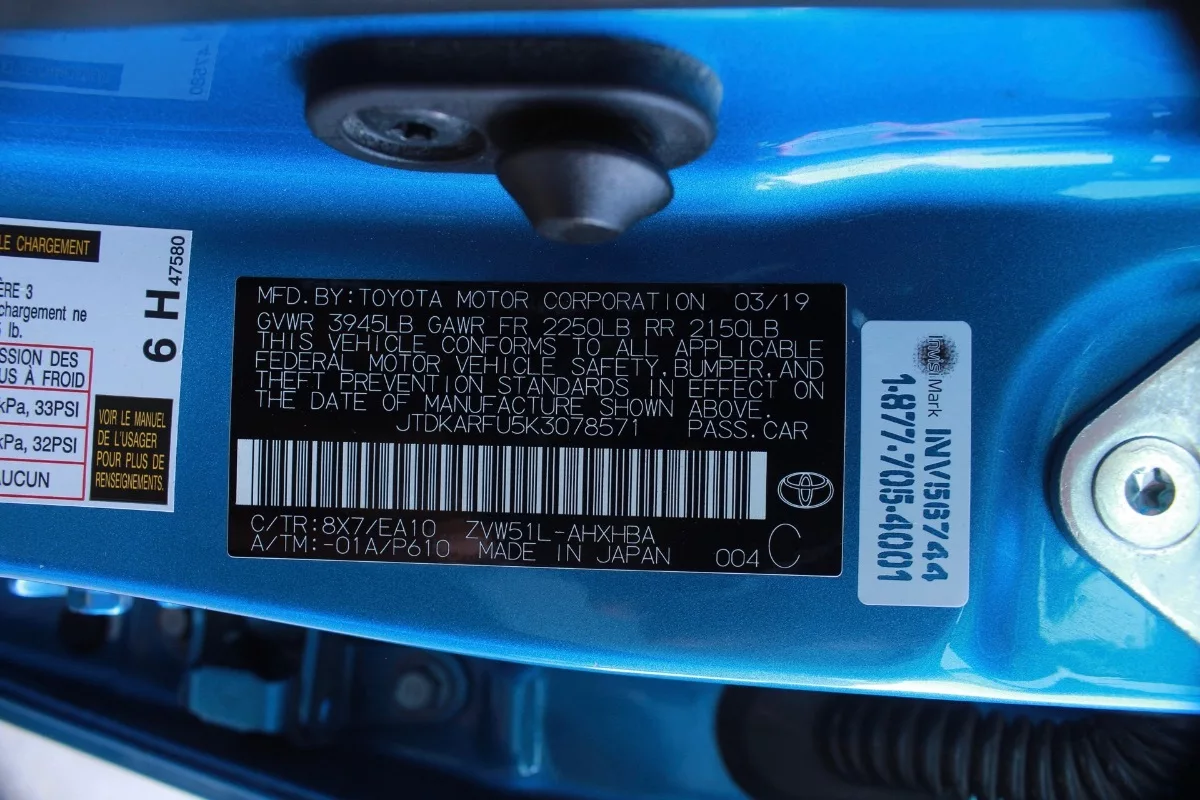 LE CHARGEMENT
ÈRE 3
chargement ne
lb.
SSION DES
US À FROID
kPa, 33PSI
kPa, 32PSI
AUCUN
VOIR LE MANUEL
DE L'USAGER
POUR PLUS DE
RENSEIGNEMENTS.
6 H 47580
MFD.BY:TOYOTA MOTOR CORPORATION 03/19
GVWR 3945LB GAWR FR 2250LB RR 2150LB
THIS VEHICLE CONFORMS TO ALL APPLICABLE
FEDERAL MOTOR VEHICLE SAFETY,BUMPER,AND
THEFT PREVENTION STANDARDS IN EFFECT ON
THE DATE OF MANUFACTURE SHOWN ABOVE.
JTDKARFU5K3078571 PASS.CAR
C/TR:8X7/EA10 ZVW51L-AHXHBA
A/TM:-01A/P610 MADE IN JAPAN 004 C
InVisiMark INV156744
1-877-705-4001